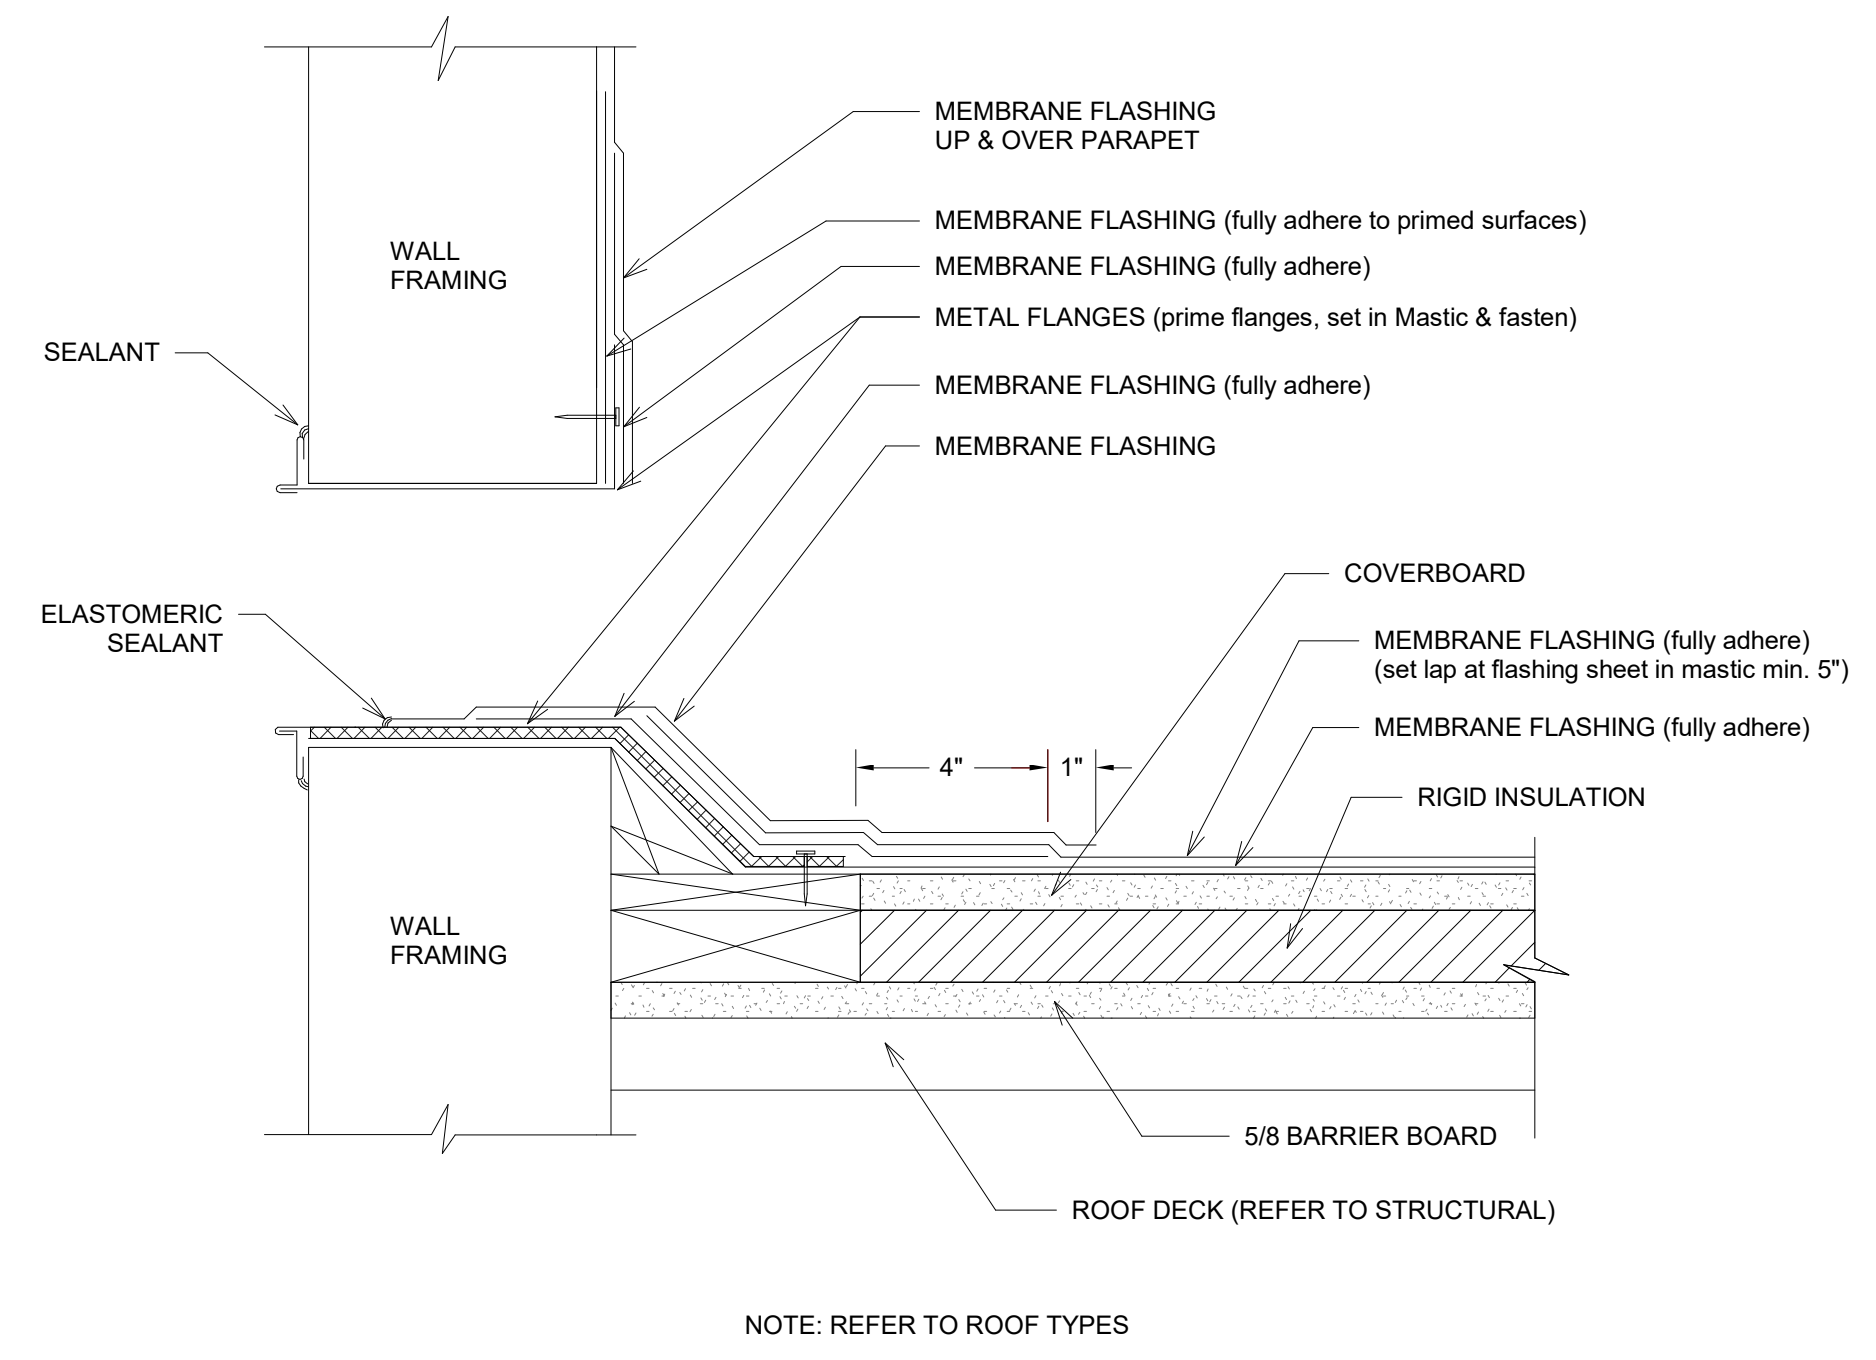 MEMBRANE FLASHING
UP & OVER PARAPET
MEMBRANE FLASHING (fully adhere to primed surfaces)
WALL
FRAMING
MEMBRANE FLASHING (fully adhere)
METAL FLANGES (prime flanges, set in Mastic & fasten)
SEALANT
MEMBRANE FLASHING (fully adhere)
MEMBRANE FLASHING
COVERBOARD
ELASTOMERIC
SEALANT
MEMBRANE FLASHING (fully adhere)
(set lap at flashing sheet in mastic min. 5")
MEMBRANE FLASHING (fully adhere)
4"
1"
RIGID INSULATION
WALL
FRAMING
5/8 BARRIER BOARD
ROOF DECK (REFER TO STRUCTURAL)
NOTE: REFER TO ROOF TYPES